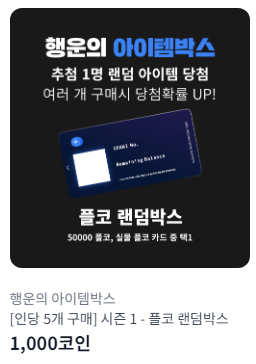 행운의 아이템박스
추첨 1명 랜덤 아이템 당첨
여러 개 구매시 당첨확률 UP!
SERIAL No.
Remaining Balance
플코 랜덤박스
50000 플코, 실물 플코 카드 중 택1
행운의 아이템박스
[인당 5개 구매] 시즌 1 - 플코 랜덤박스
1,000코인